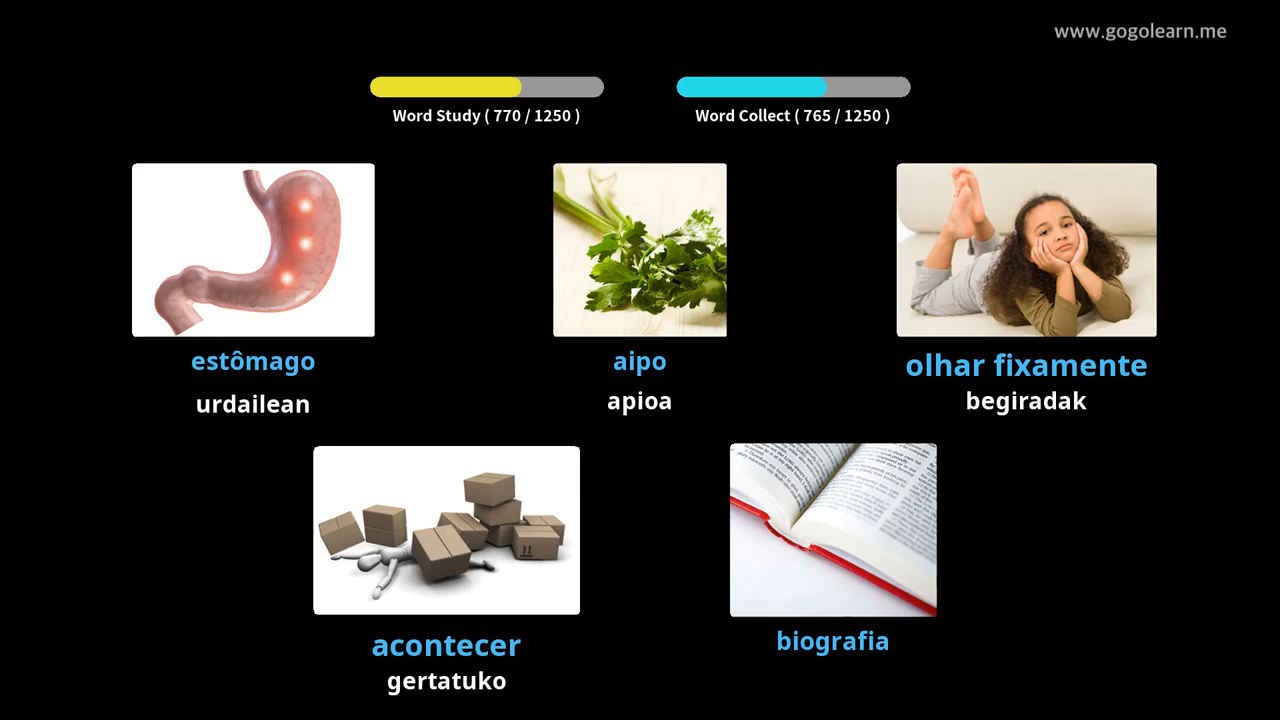 www.gogolearn.me
Word Study ( 770 / 1250 )
Word Collect ( 765 / 1250 )
estômago
urdailean
aipo
apioa
olhar fixamente
begiradak
acontecer
gertatuko
biografia